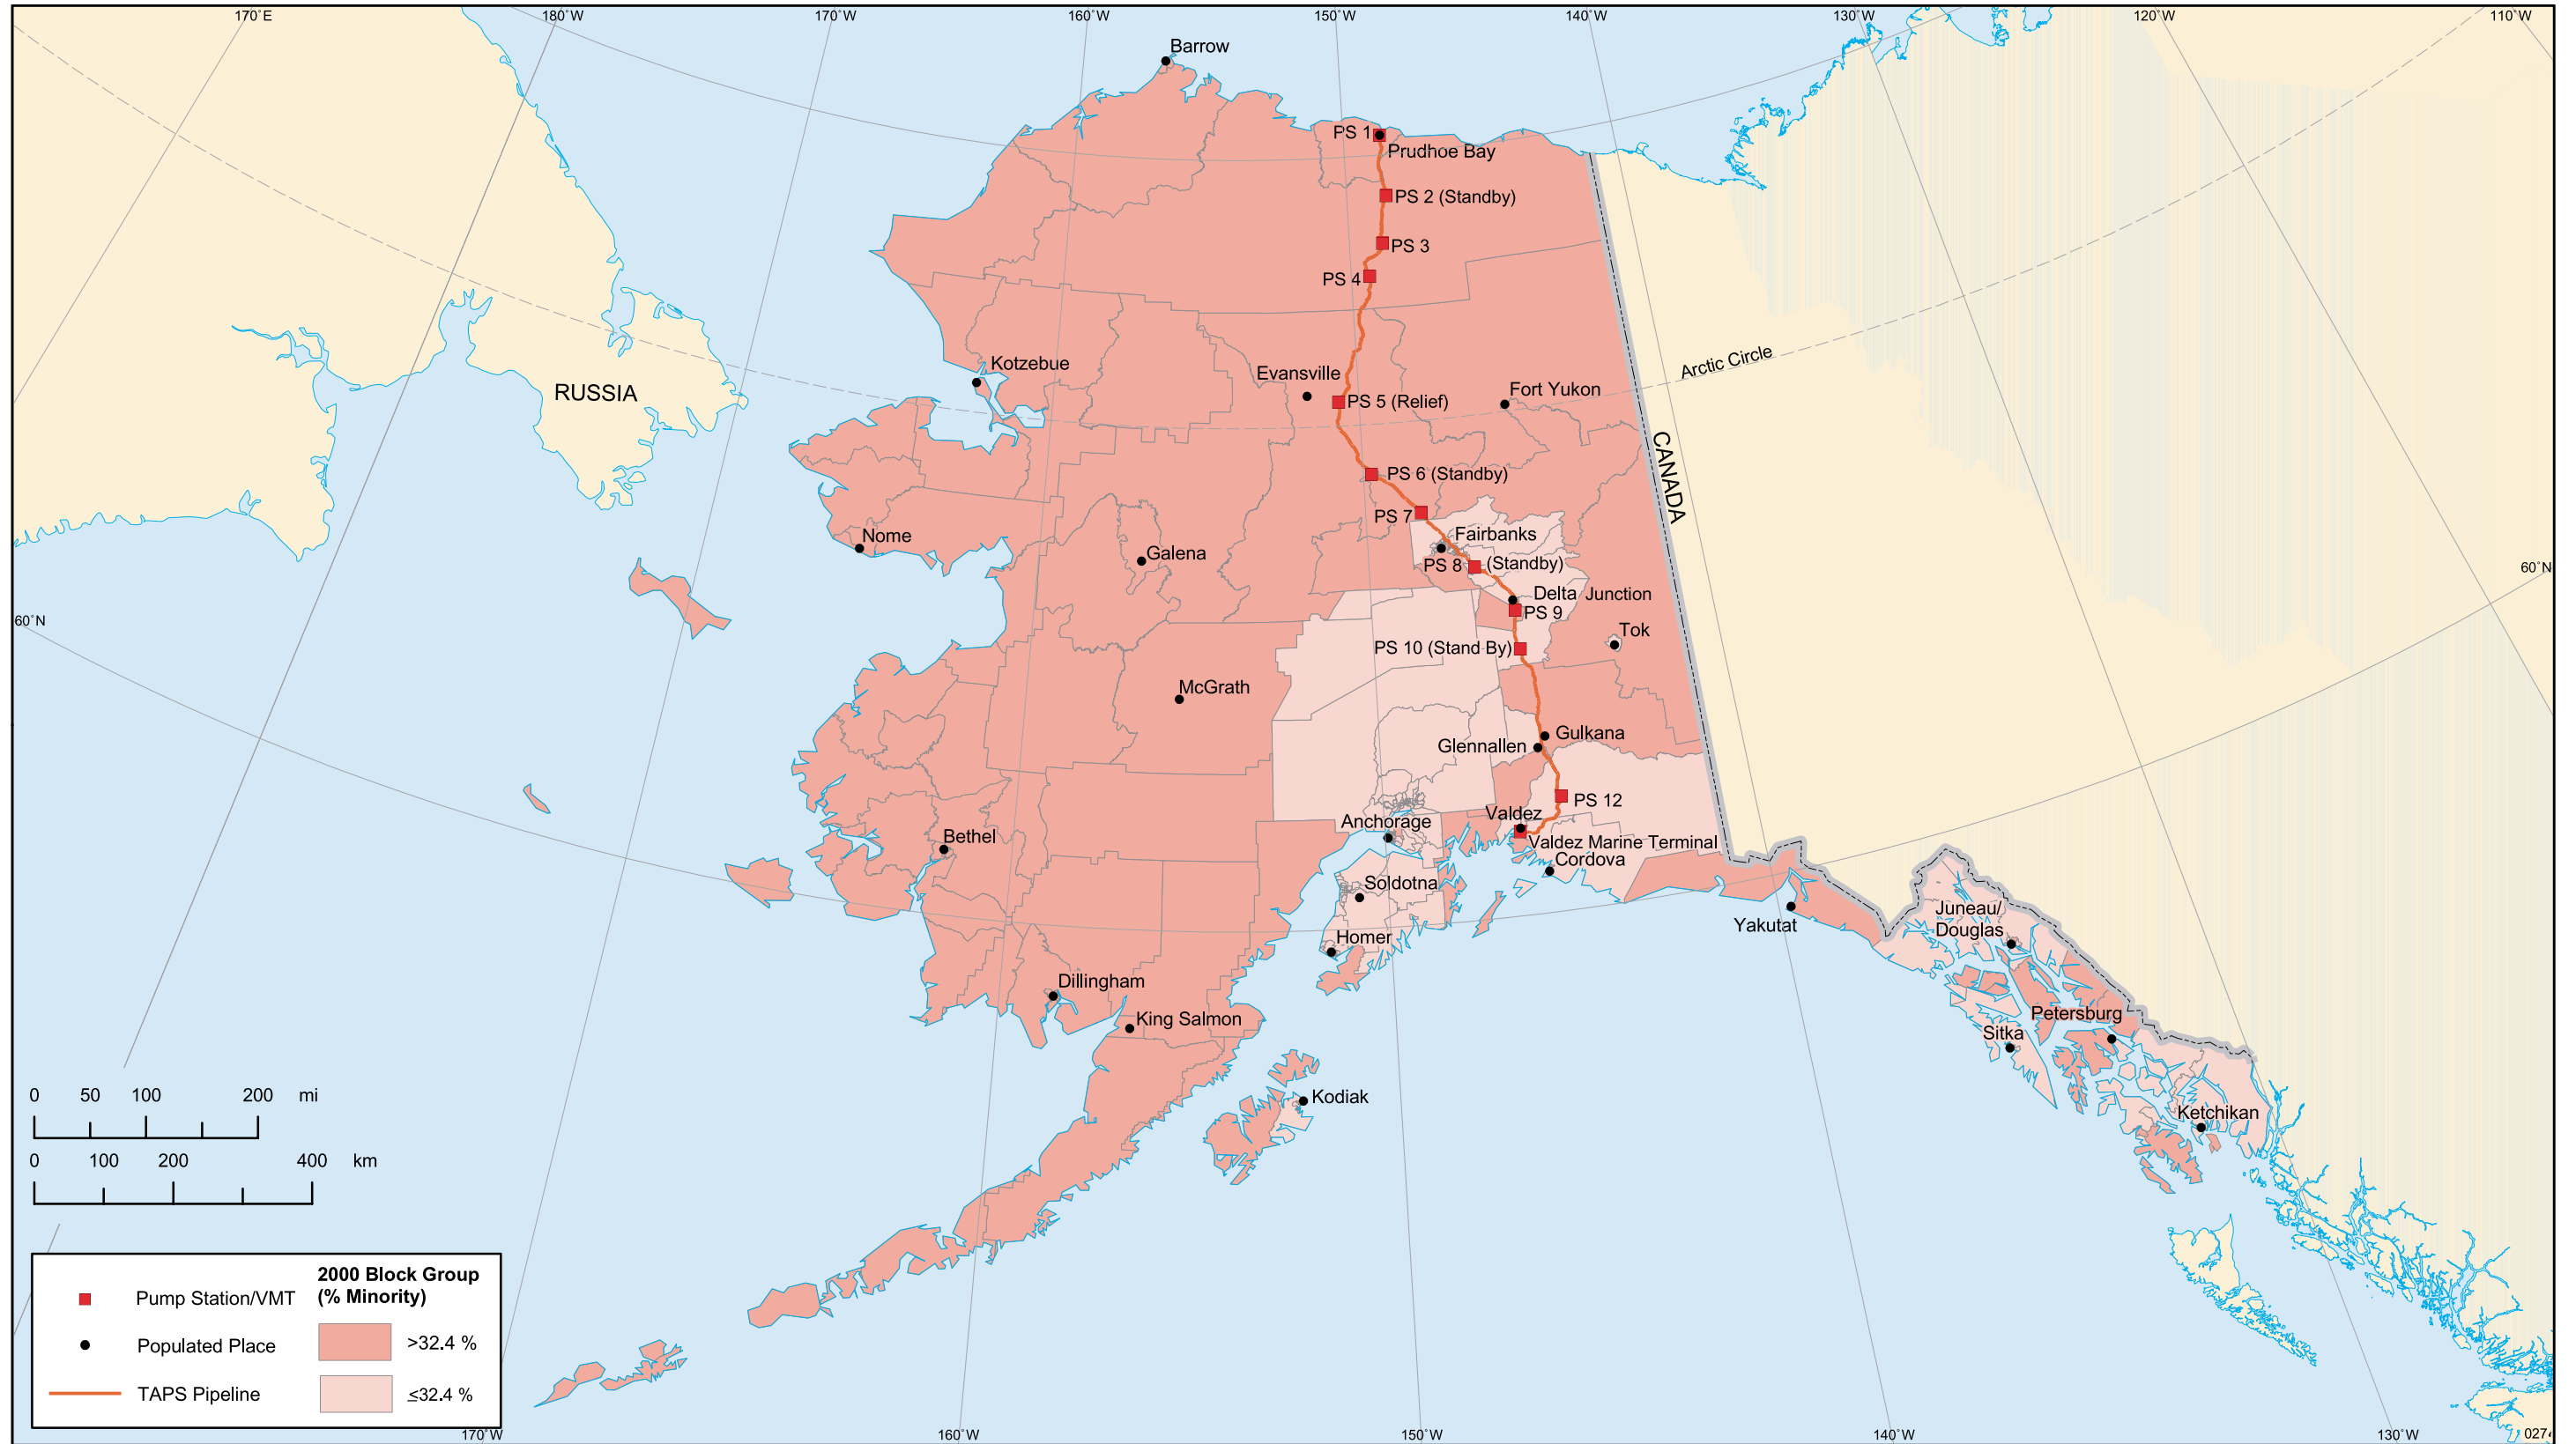 170°E
180°W
170°W
160°W
150°W
140°W
130°W
120°W
110°W
Barrow
PS 1
Prudhoe Bay
PS 2 (Standby)
PS 3
PS 4
Arctic Circle
Kotzebue
Evansville
Fort Yukon
RUSSIA
PS 5 (Relief)
CANADA
PS 6 (Standby)
PS 7
Fairbanks
Nome
Galena
PS 8 (Standby)
60°N
Delta Junction
PS 9
60°N
Tok
PS 10 (Stand By)
McGrath
Gulkana
Glennallen
PS 12
Valdez
Anchorage
Bethel
Valdez Marine Terminal
Cordova
Soldotna
Yakutat
Juneau/
Douglas
Homer
Dillingham
King Salmon
Petersburg
Sitka
Kodiak
Ketchikan
0 50 100 200 mi
0 100 200 400 km
2000 Block Group
(% Minority)
Pump Station/VMT
Populated Place
TAPS Pipeline
>32.4 %
≤32.4 %
170°W
160°W
150°W
140°W
130°W